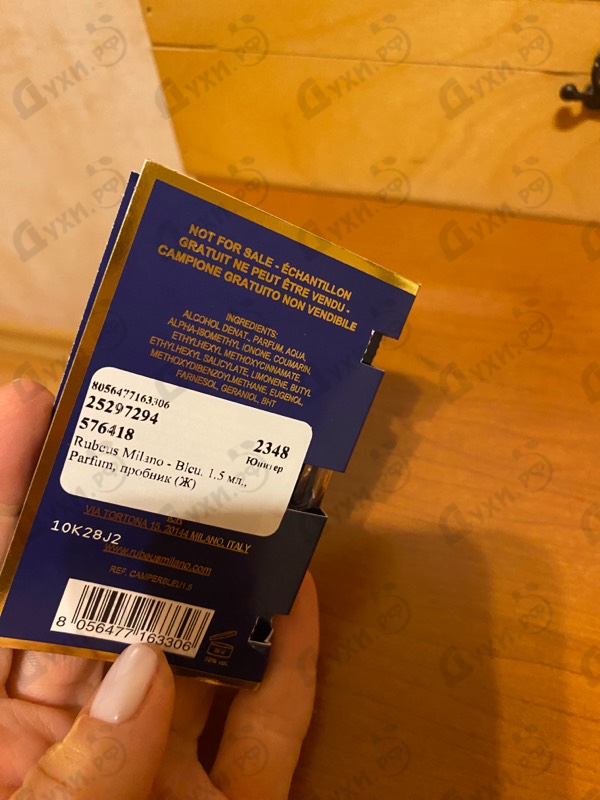 NOT FOR SALE - ÉCHANTILLON
GRATUIT NE PEUT ÊTRE VENDU -
CAMPIONE GRATUITO NON VENDIBILE
INGREDIENTS:
ALCOHOL DENAT., PARFUM, AQUA,
ALPHA-ISOMETHYL IONONE, COUMARIN,
ETHYLHEXYL METHOXYCINNAMATE,
ETHYLHEXYL SALICYLATE, LIMONENE, BUTYL
METHOXYDIBENZOYLMETHANE, EUGENOL,
FARNESOL, GERANIOL, BHT
8056477163306
25297294
576418
2348
Юнитер
Rubeus Milano - Bleu. 1.5 мл.,
Parfum, пробник (Ж)
VIA TORTONA 15, 20144 MILANO, ITALY
10K28J2
www.rubeusmilano.com
REF. CAMPERBLEU1.5
8 056477 163306
Духи.РФ